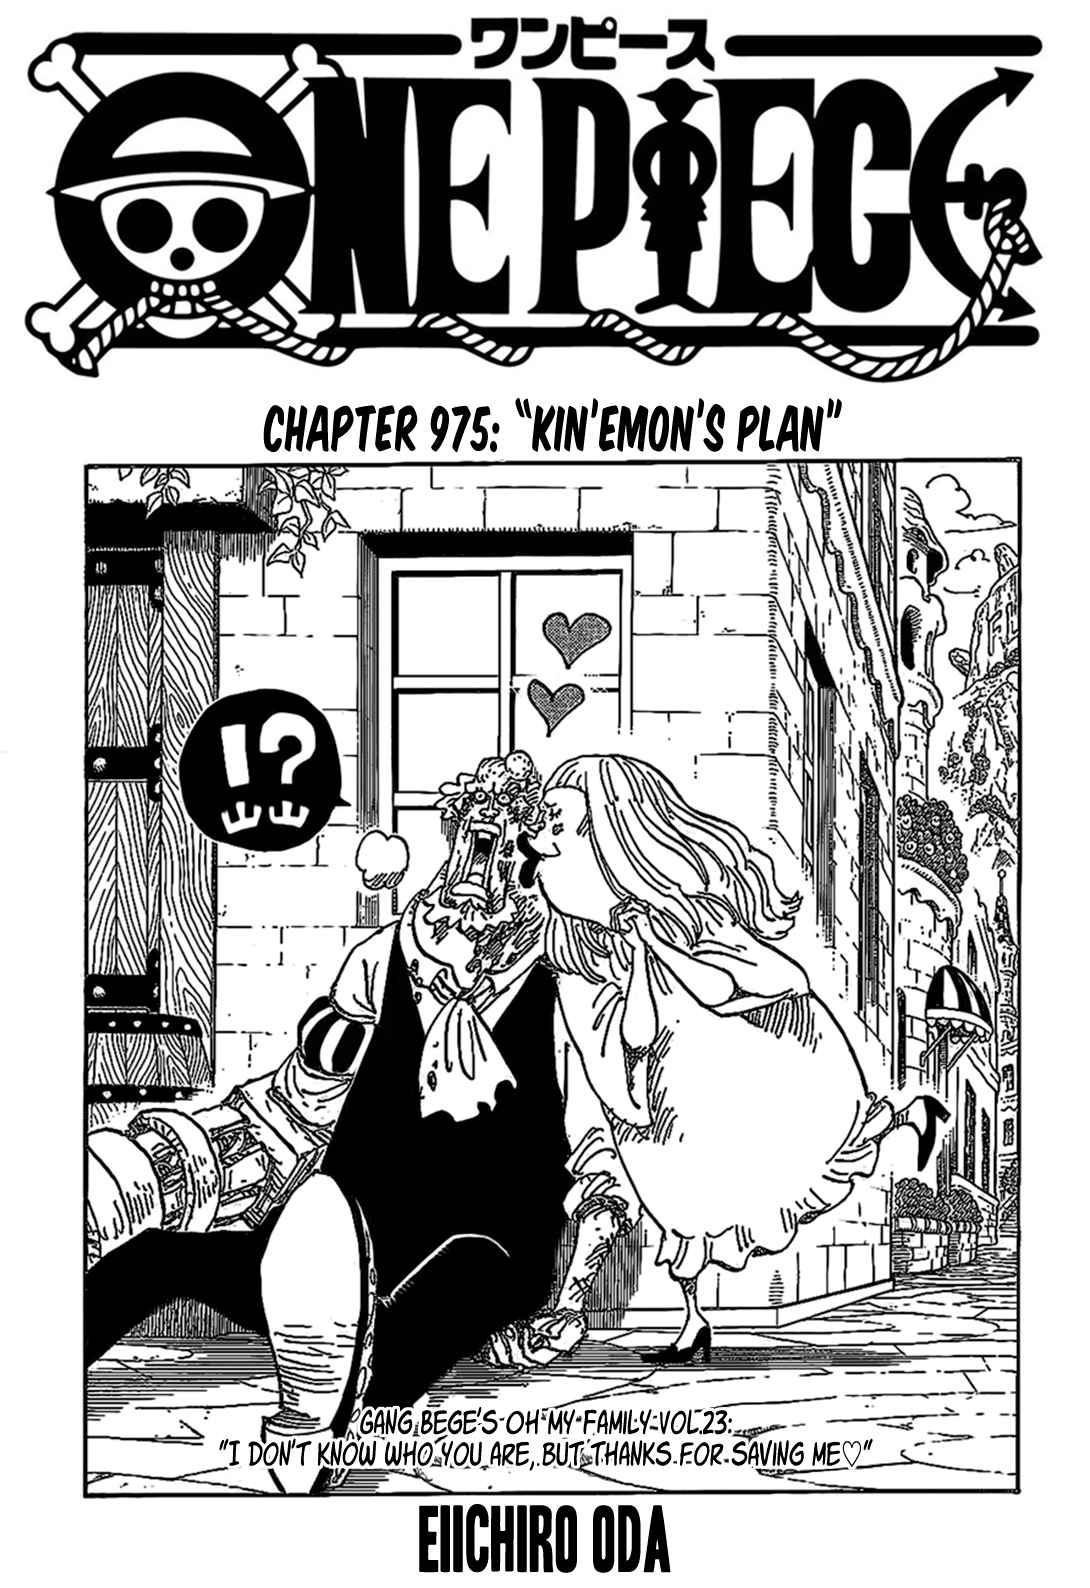 ワンピース
ONE PIECE
CHAPTER 975: "KIN'EMON'S PLAN"
!?
GANG BEGE'S OH MY FAMILY VOL.23:
"I DON'T KNOW WHO YOU ARE, BUT THANKS FOR SAVING ME♡"
EIICHIRO ODA